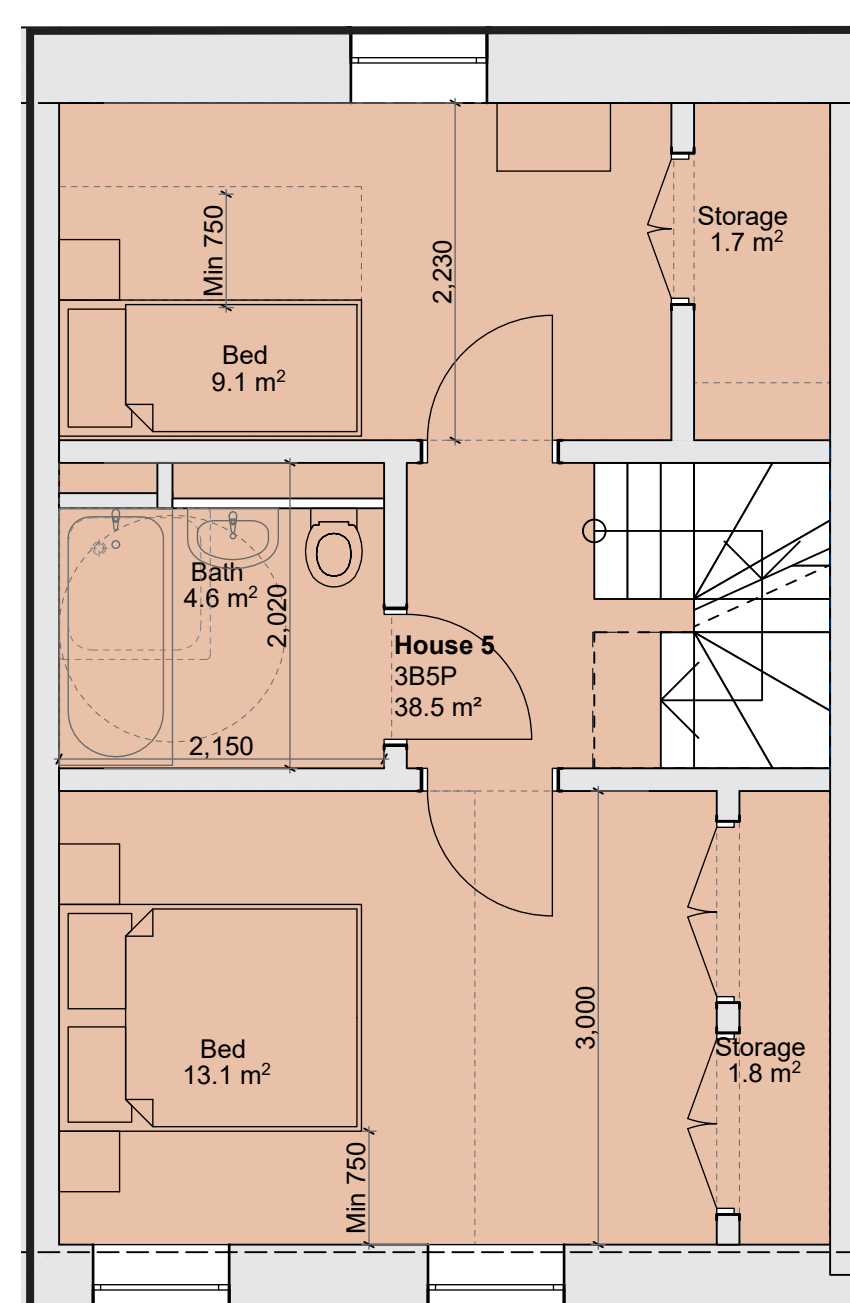 Min 750
2,230
Storage
1.7 m²
Bed
9.1 m²
Bath
4.6 m²
2,020
House 5
3B5P
38.5 m²
2,150
Bed
13.1 m²
3,000
Storage
1.8 m²
Min 750